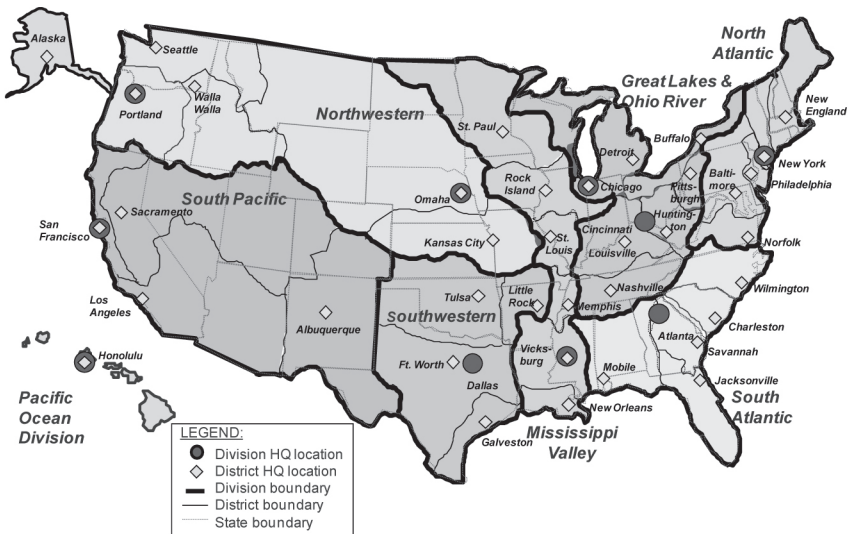 Alaska
Seattle
Portland
Walla
Walla
Northwestern
North
Atlantic
Great Lakes &
Ohio River
New
England
St. Paul
Buffalo
Detroit
New York
Philadelphia
Balti-
more
Pitts-
burgh
Rock
Island
Chicago
Omaha
South Pacific
Sacramento
San
Francisco
Kansas City
St.
Louis
Cincinnati
Hunting-
ton
Louisville
Norfolk
Los
Angeles
Albuquerque
Tulsa
Little
Rock
Memphis
Nashville
Wilmington
Southwestern
Charleston
Atlanta
Savannah
Honolulu
Ft. Worth
Dallas
Vicks-
burg
Mobile
Jacksonville
Pacific
Ocean
Division
New Orleans
South
Atlantic
Galveston
Mississippi
Valley
LEGEND:
Division HQ location
District HQ location
Division boundary
District boundary
State boundary